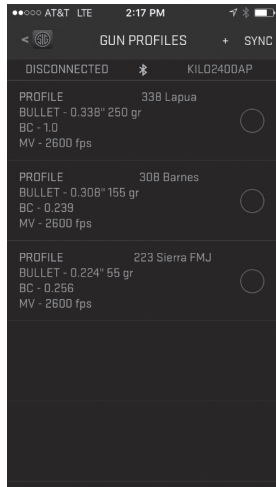 AT&T LTE 2:17 PM
< SIG GUN PROFILES + SYNC
DISCONNECTED KILO2400AP
PROFILE 338 Lapua
BULLET - 0.338" 250 gr
BC - 1.0
MV - 2600 fps
PROFILE 308 Barnes
BULLET - 0.308" 155 gr
BC - 0.239
MV - 2600 fps
PROFILE 223 Sierra FMJ
BULLET - 0.224" 55 gr
BC - 0.256
MV - 2600 fps